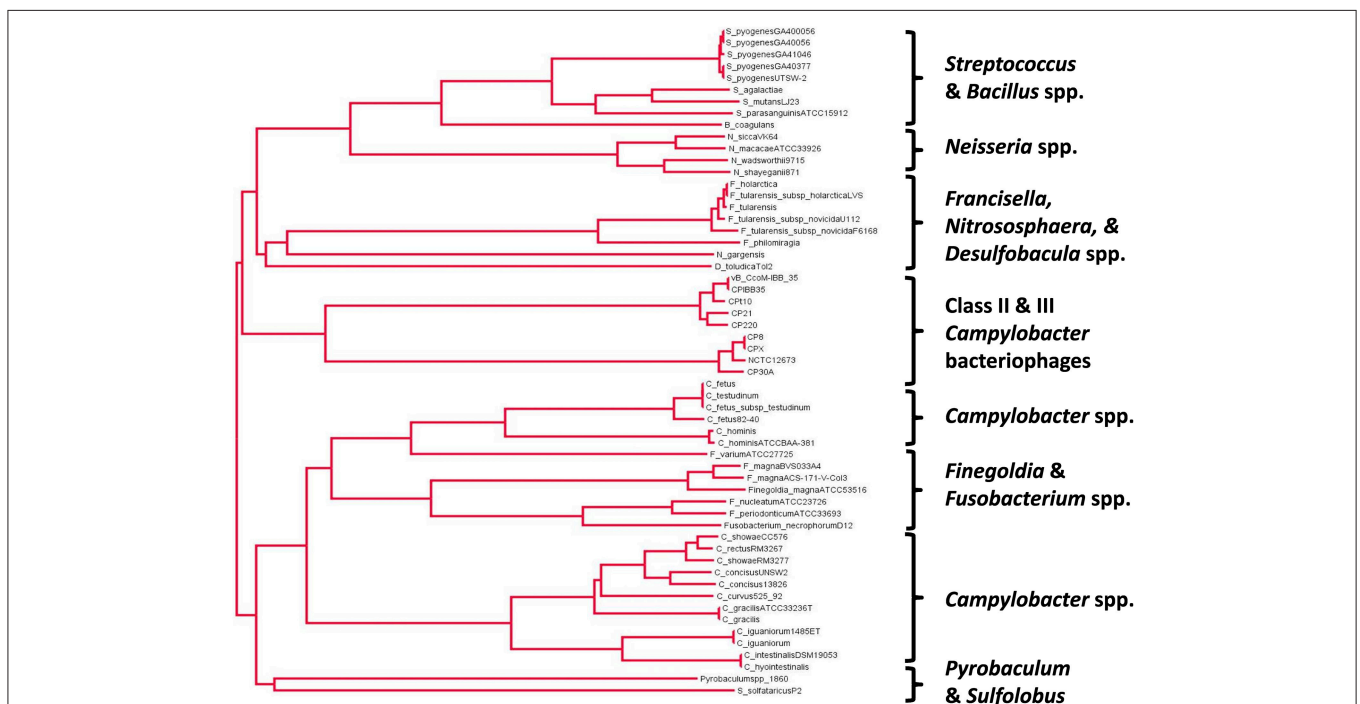 S_pyogenesGA400056
S_pyogenesGA40056
S_pyogenesGA41046
S_pyogenesGA40377
S_pyogenesUTSW-2
S_agalactiae
S_mutansLJ23
S_parasanguinisATCC15912
B_coagulans
Streptococcus
& Bacillus spp.
N_siccaVK64
N_macacaeATCC33926
N_wadsworthii9715
N_shayeganii871
Neisseria spp.
F_holarctica
F_tularensis_subsp_holarcticaLVS
F_tularensis
F_tularensis_subsp_novicidaU112
F_tularensis_subsp_novicidaF6168
F_philomiragia
N_gargensis
D_toludicaTol2
Francisella,
Nitrososphaera, &
Desulfobacula spp.
vB_CcoM-IBB_35
CPIBB35
CPt10
CP21
CP220
CP8
CPX
NCTC12673
CP30A
Class II & III
Campylobacter
bacteriophages
C_fetus
C_testudinum
C_fetus_subsp_testudinum
C_fetus82-40
C_hominis
C_hominisATCCBAA-381
Campylobacter spp.
F_variumATCC27725
F_magnaBVS033A4
F_magnaACS-171-V-Col3
Finegoldia_magnaATCC53516
F_nucleatumATCC23726
F_periodonticumATCC33693
Fusobacterium_necrophorumD12
Finegoldia &
Fusobacterium spp.
C_showaeCC576
C_rectusRM3267
C_showaeRM3277
C_concisusUNSW2
C_concisus13826
C_curvus525_92
C_gracilisATCC33236T
C_gracilis
C_iguaniorum1485ET
C_iguaniorum
C_intestinalisDSM19053
C_hyointestinalis
Campylobacter spp.
Pyrobaculumspp_1860
S_solfataricusP2
Pyrobaculum
& Sulfolobus